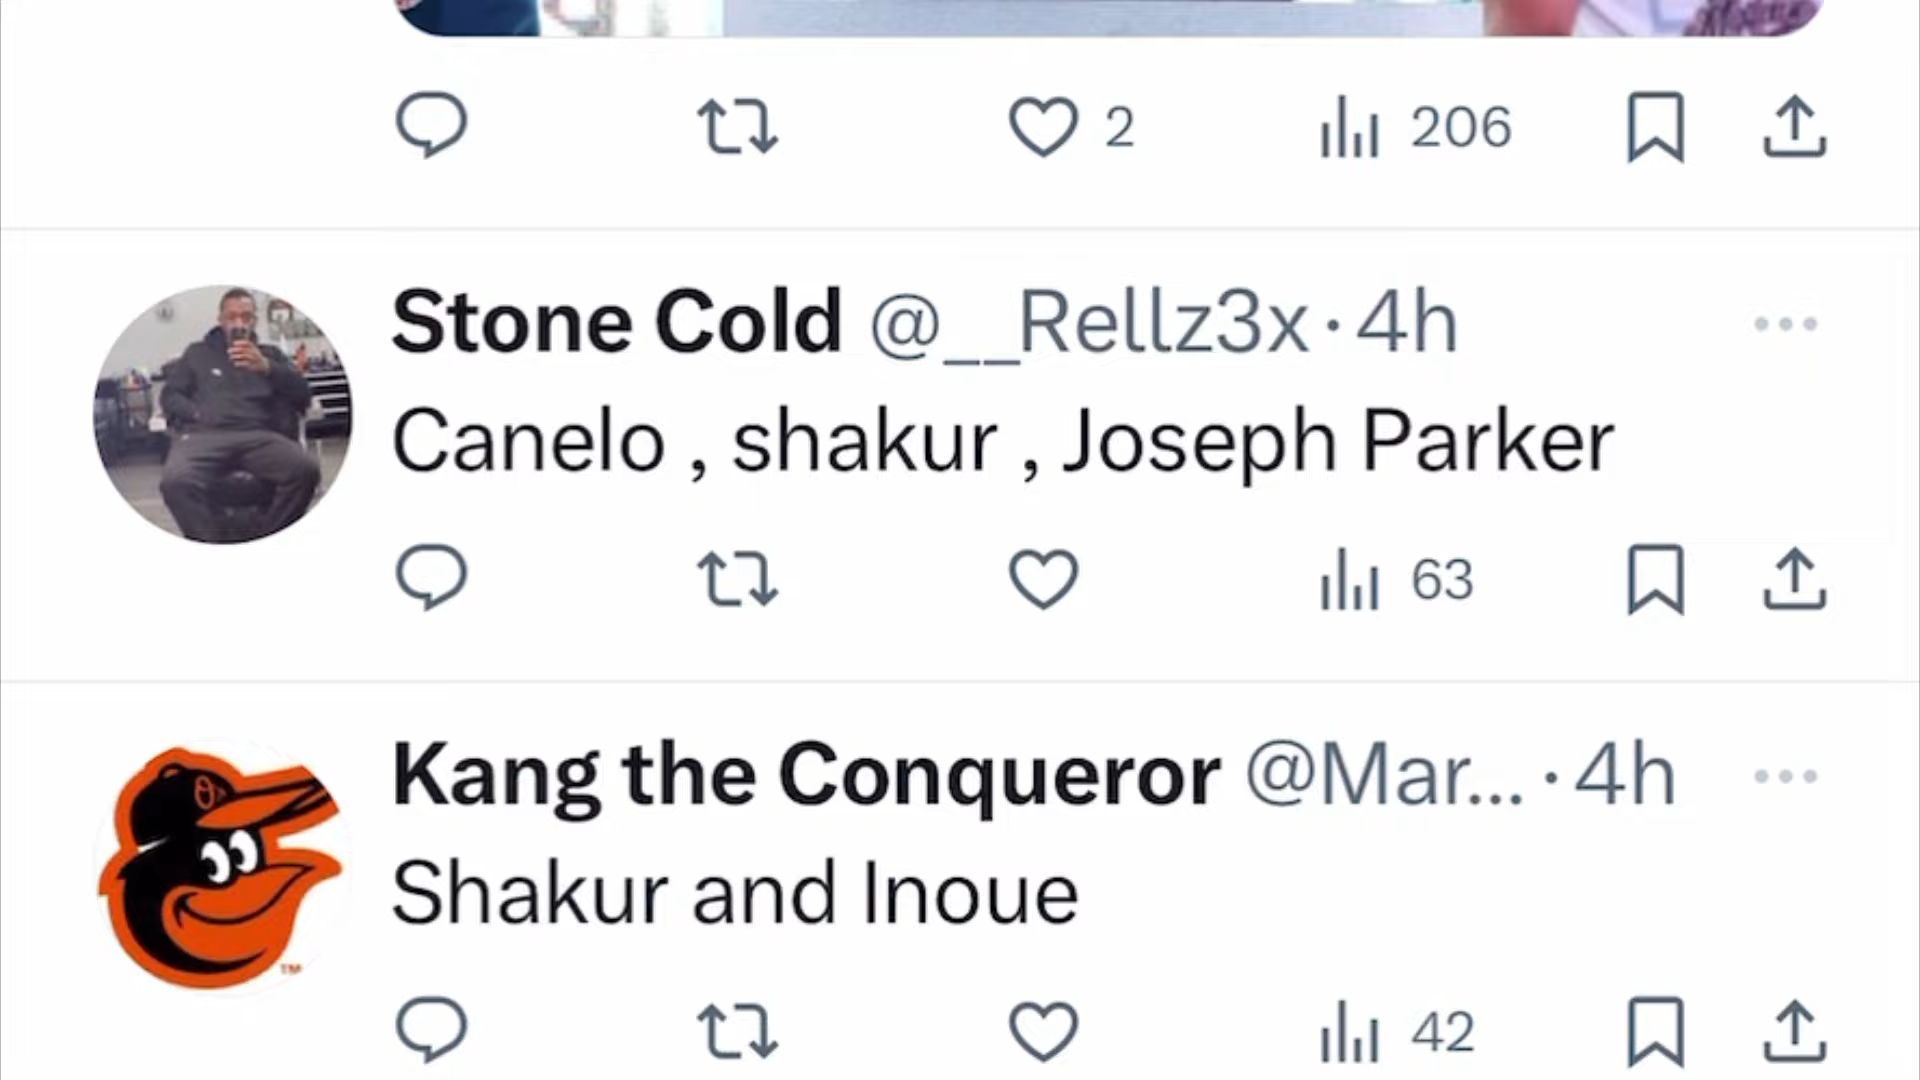 2 206
Stone Cold @__Rellz3x · 4h
Canelo , shakur , Joseph Parker
63
Kang the Conqueror @Mar... · 4h
Shakur and Inoue
TM
42